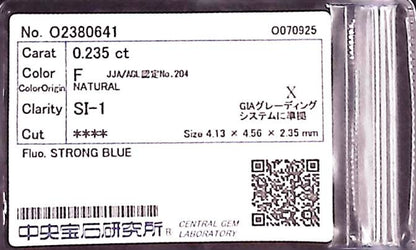 No. O2380641 O070925
Carat 0.235 ct
Color F JJA/AGL認定No.204
ColorOrigin NATURAL X
Clarity SI-1 GIAグレーディング
システムに準拠
Cut **** Size 4.13 × 4.56 × 2.35 mm
Fluo. STRONG BLUE
中央宝石研究所® CENTRAL GEM
LABORATORY